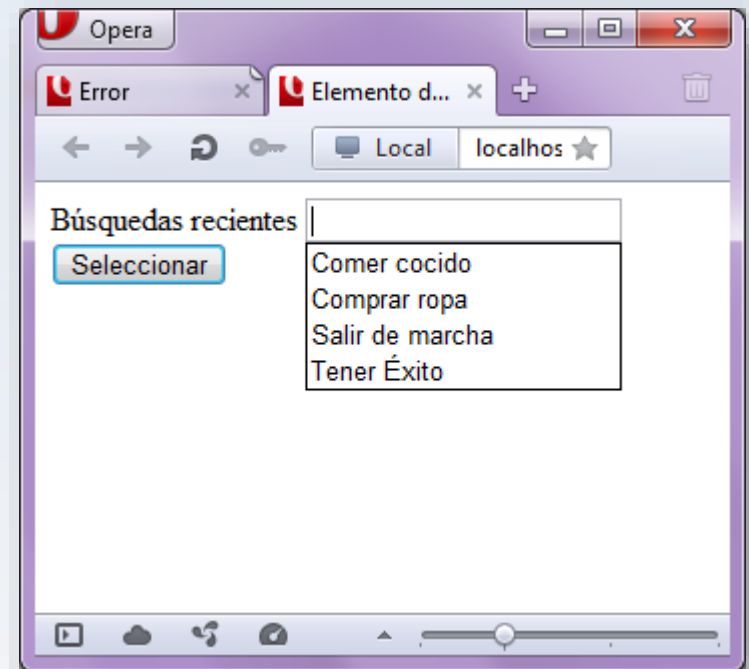 Opera
Error
Elemento d...
Local
localhos
Búsquedas recientes
Seleccionar
Comer cocido
Comprar ropa
Salir de marcha
Tener Éxito